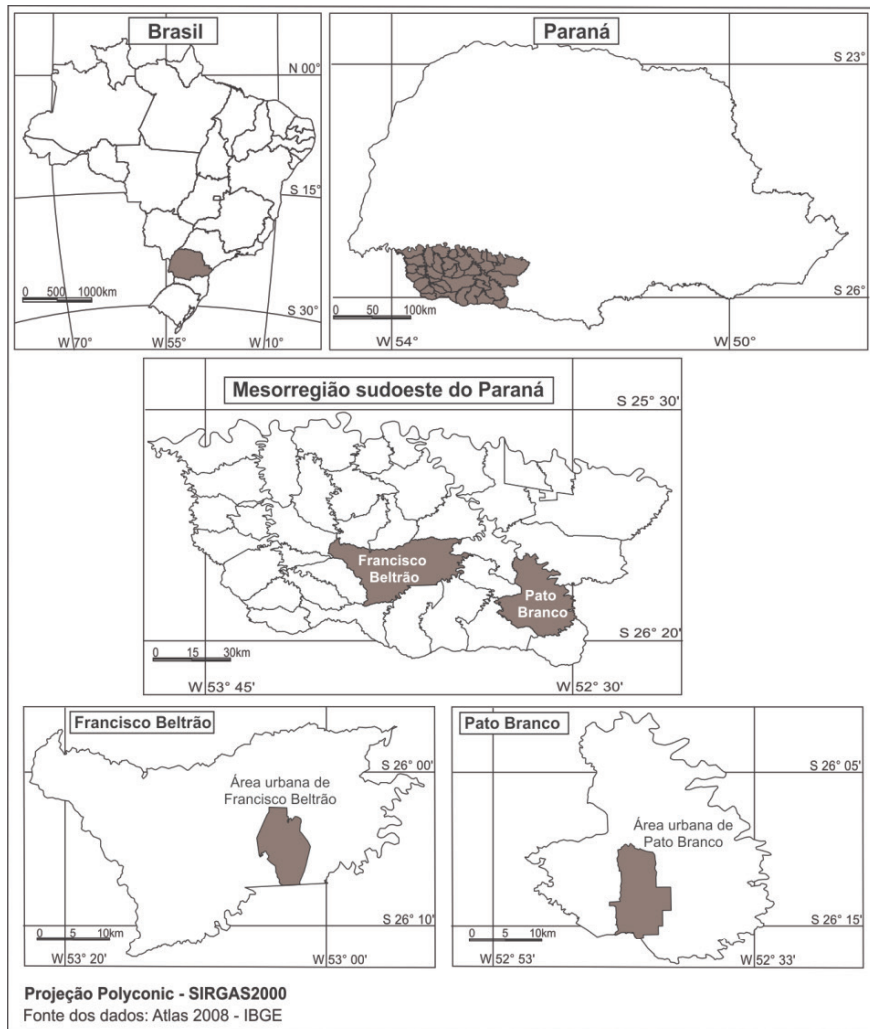 Brasil
N 00°
S 15°
S 30°
0 500 1000km
W 70°
W 55°
W 10°
Paraná
S 23°
S 26°
0 50 100km
W 54°
W 50°
Mesorregião sudoeste do Paraná
S 25° 30'
Francisco
Beltrão
Pato
Branco
S 26° 20'
0 15 30km
W 53° 45'
W 52° 30'
Francisco Beltrão
S 26° 00'
Área urbana de
Francisco Beltrão
S 26° 10'
0 5 10km
W 53° 20'
W 53° 00'
Pato Branco
S 26° 05'
Área urbana de
Pato Branco
S 26° 15'
0 5 10km
W 52° 53'
W 52° 33'
Projeção Polyconic - SIRGAS2000
Fonte dos dados: Atlas 2008 - IBGE